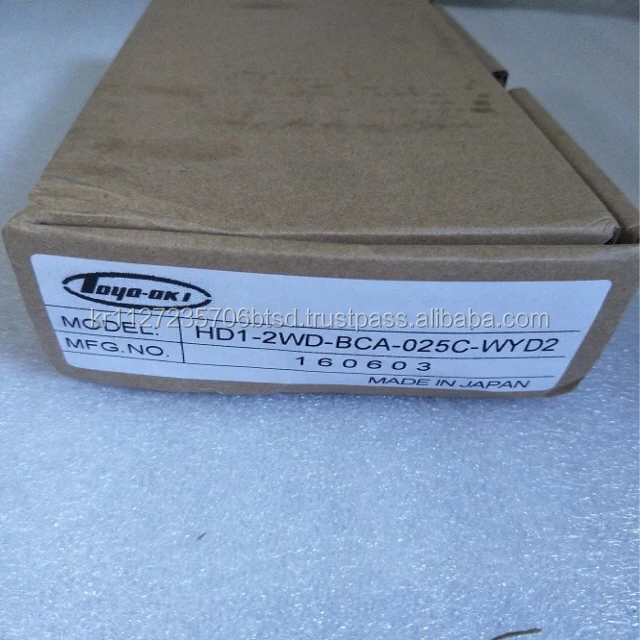 Toyo-oki
kr1127235706btsd.trustpass.alibaba.com
MODEL. HD1-2WD-BCA-025C-WYD2
MFG.NO. 160603
MADE IN JAPAN